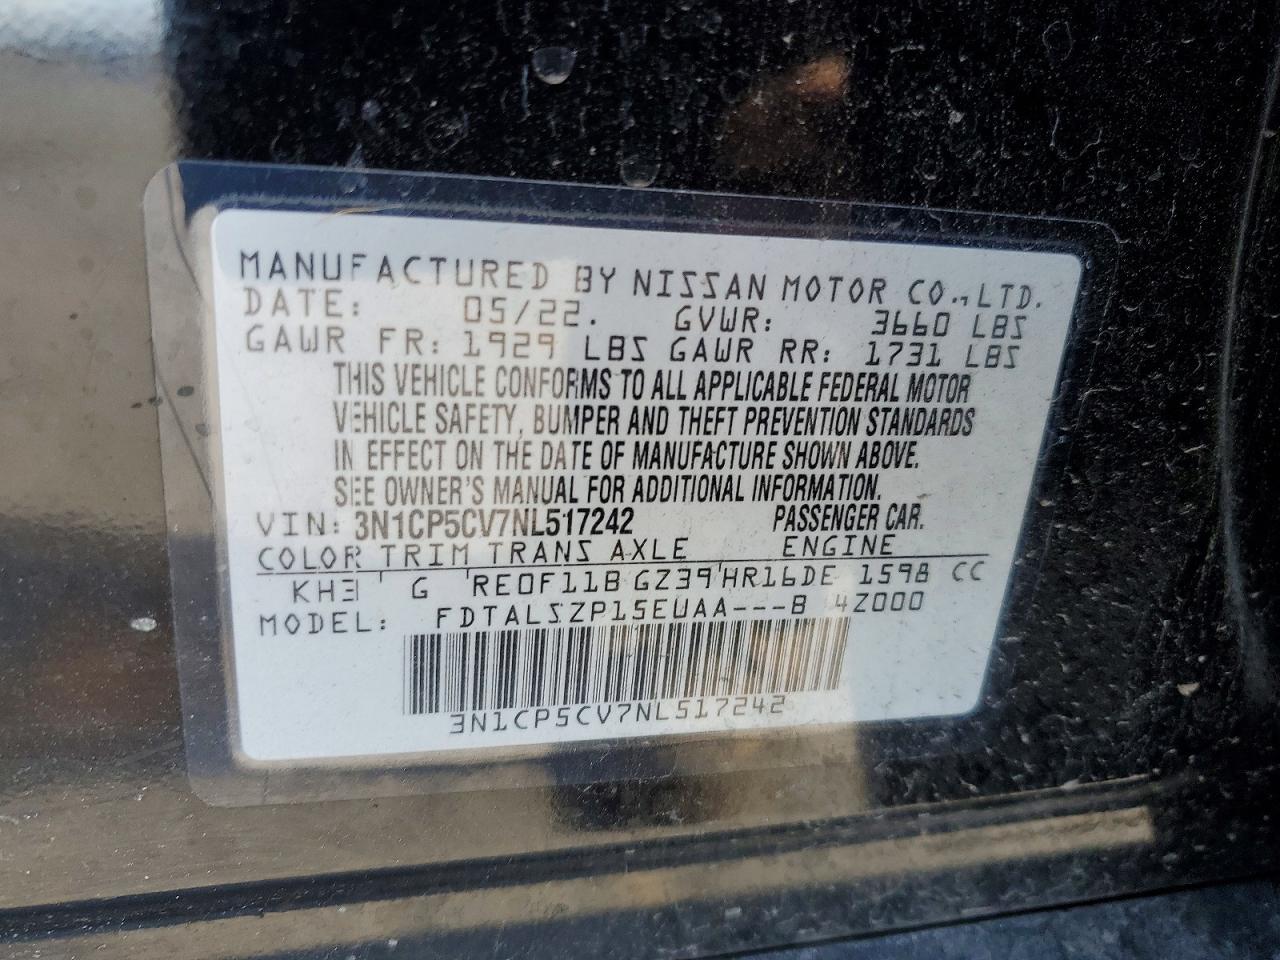 MANUFACTURED BY NISSAN MOTOR CO., LTD.
DATE: 05/22. GVWR: 3660 LBS
GAWR FR: 1929 LBS GAWR RR: 1731 LBS
THIS VEHICLE CONFORMS TO ALL APPLICABLE FEDERAL MOTOR
VEHICLE SAFETY, BUMPER AND THEFT PREVENTION STANDARDS
IN EFFECT ON THE DATE OF MANUFACTURE SHOWN ABOVE.
SEE OWNER'S MANUAL FOR ADDITIONAL INFORMATION.
VIN: 3N1CP5CV7NL517242 PASSENGER CAR.
COLOR TRIM TRANS AXLE ENGINE
KH3 G RE0F11B GZ39 HR16DE 1598 CC
MODEL: FDTALSZP15EUAA---B 4Z000
3N1CP5CV7NL517242